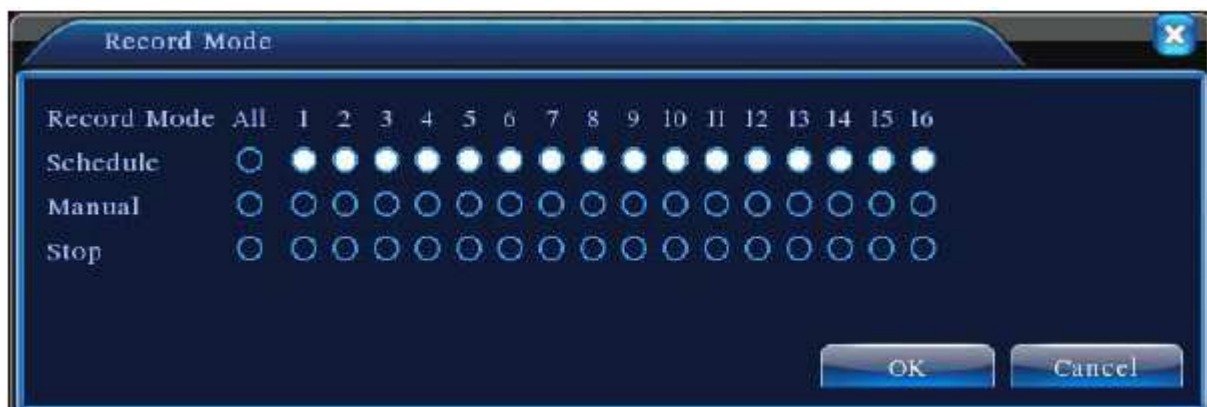 Record Mode
Record Mode All 1 2 3 4 5 6 7 8 9 10 11 12 13 14 15 16
Schedule
Manual
Stop
OK Cancel